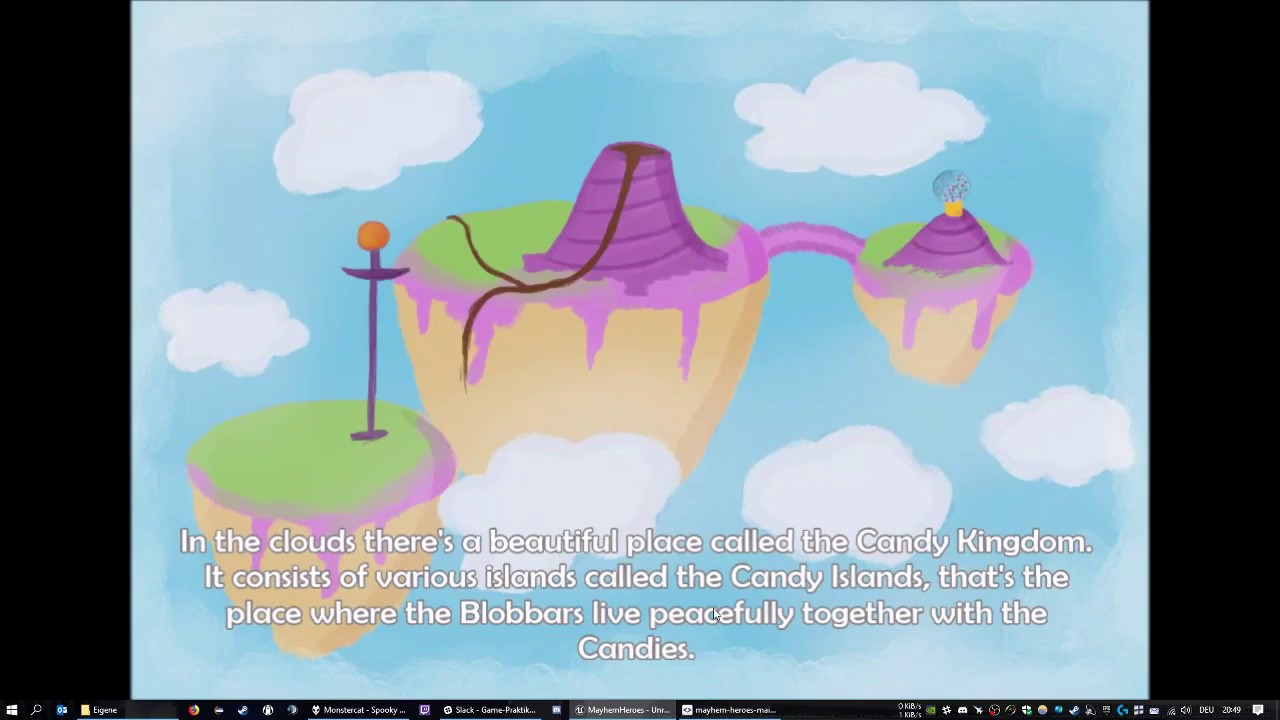 In the clouds there's a beautiful place called the Candy Kingdom.
It consists of various islands called the Candy Islands, that's the
place where the Blobbars live peacefully together with the
Candies.
Eigene
Monstercat - Spooky ...
Slack - Game-Praktik...
MayhemHeroes - Unr...
mayhem-heroes-mai...
0 KiB/s
1 KiB/s
DEU
20:49